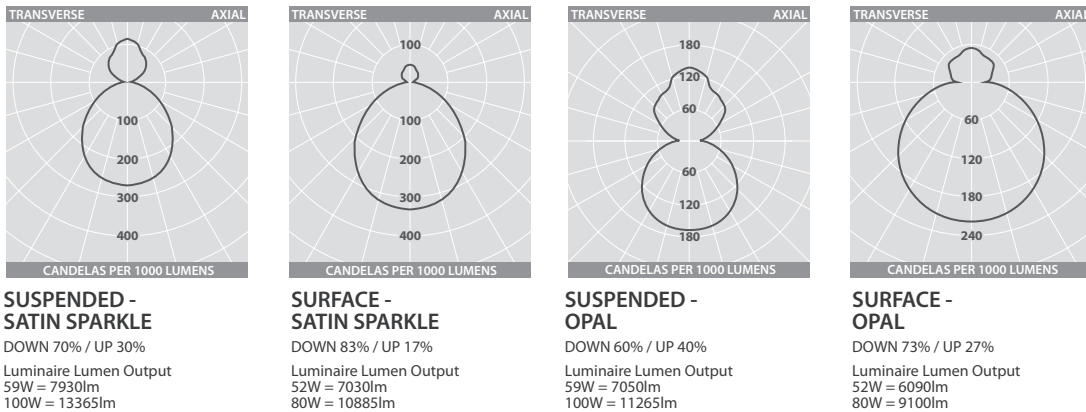 TRANSVERSE AXIAL
100
200
300
400
CANDELAS PER 1000 LUMENS
SUSPENDED -
SATIN SPARKLE
DOWN 70% / UP 30%
Luminaire Lumen Output
59W = 7930lm
100W = 13365lm
TRANSVERSE AXIAL
100
100
200
300
400
CANDELAS PER 1000 LUMENS
SURFACE -
SATIN SPARKLE
DOWN 83% / UP 17%
Luminaire Lumen Output
52W = 7030lm
80W = 10885lm
TRANSVERSE AXIAL
180
120
60
60
120
180
CANDELAS PER 1000 LUMENS
SUSPENDED -
OPAL
DOWN 60% / UP 40%
Luminaire Lumen Output
59W = 7050lm
100W = 11265lm
TRANSVERSE AXIAL
60
120
180
240
CANDELAS PER 1000 LUMENS
SURFACE -
OPAL
DOWN 73% / UP 27%
Luminaire Lumen Output
52W = 6090lm
80W = 9100lm